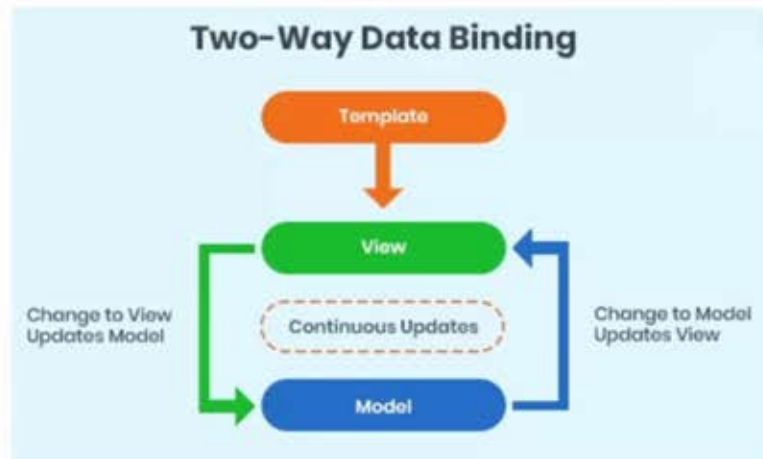 Two-Way Data Binding
Template
View
Change to View
Updates Model
Continuous Updates
Change to Model
Updates View
Model